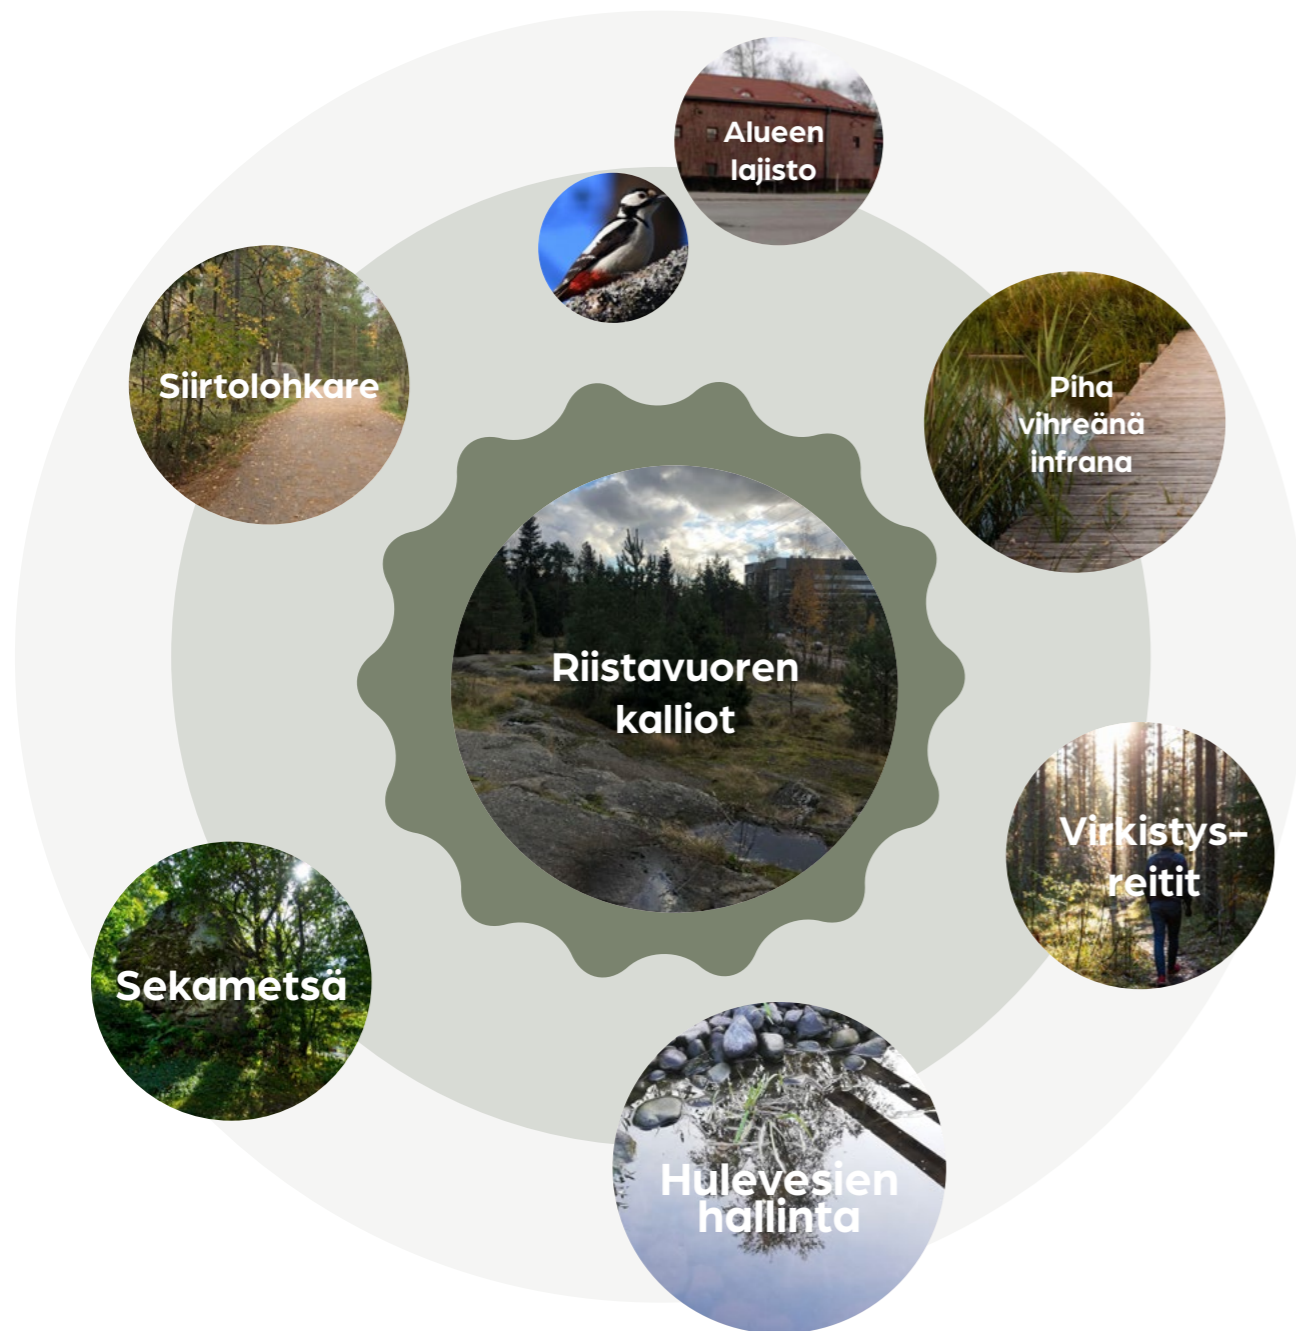 Alueen
lajisto
Siirtolohkare
Piha
vihreänä
infrana
Riistavuoren
kalliot
Virkistys-
reitit
Sekametsä
Hulevesien
hallinta